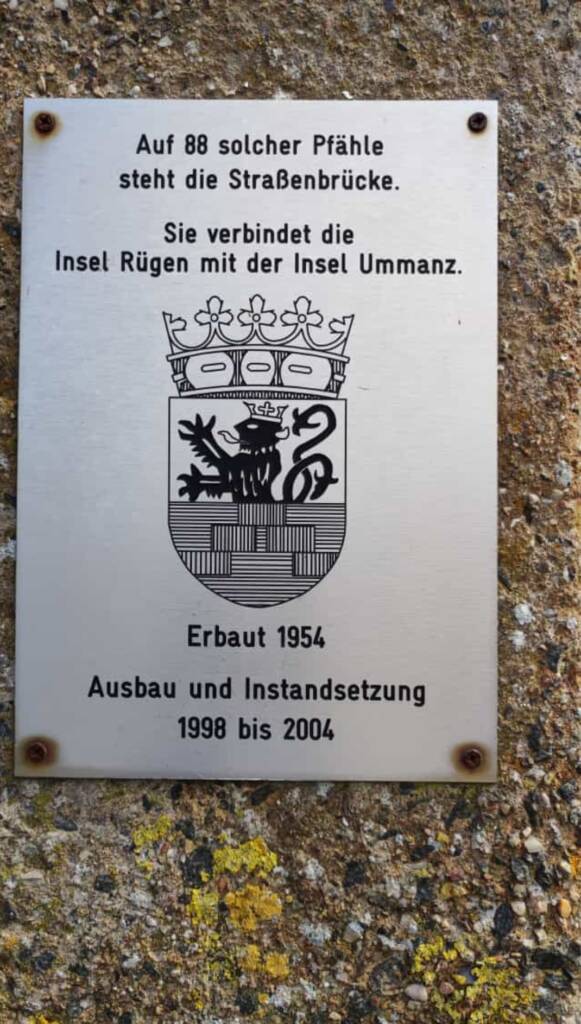 Auf 88 solcher Pfähle
steht die Straßenbrücke.
Sie verbindet die
Insel Rügen mit der Insel Ummanz.
Erbaut 1954
Ausbau und Instandsetzung
1998 bis 2004